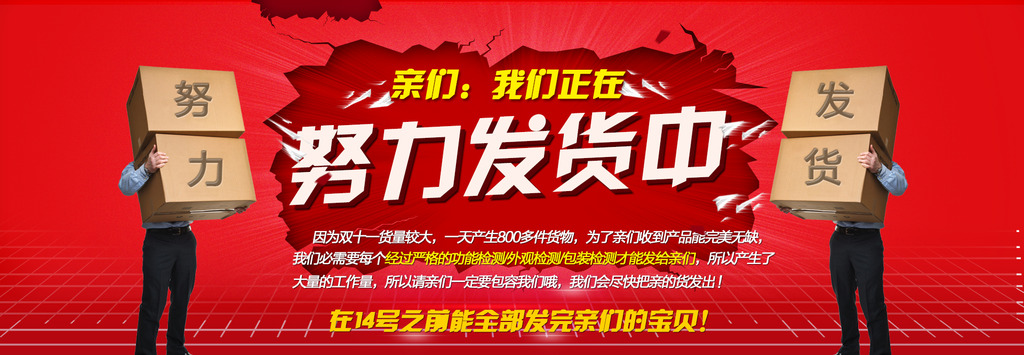 亲们：我们正在
努力发货中
努
力
发
货
因为双十一货量较大，一天产生800多件货物，为了亲们收到产品能完美无缺，
我们必需要每个经过严格的功能检测/外观检测/包装检测才能发给亲们，所以产生了
大量的工作量，所以请亲们一定要包容我们哦，我们会尽快把亲的货发出！
在14号之前能全部发完亲们的宝贝！